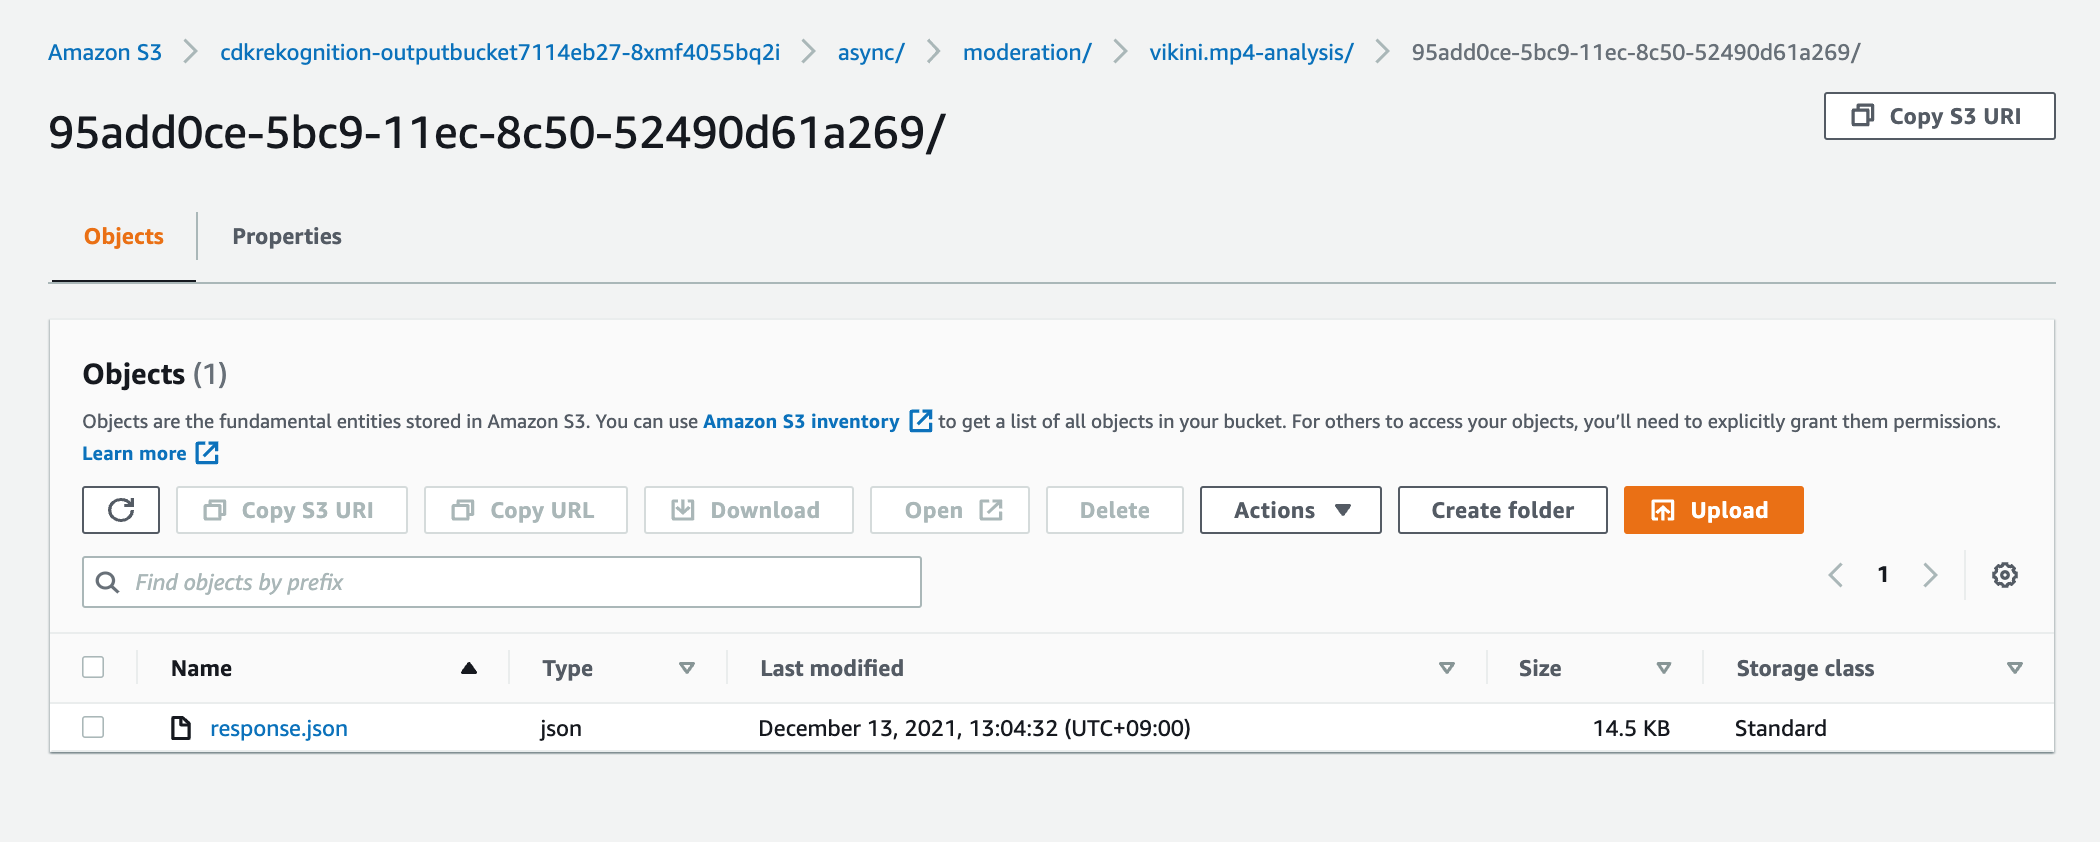 Amazon S3 cdkrekognition-outputbucket7114eb27-8xmf4055bq2i async/ moderation/ vikini.mp4-analysis/ 95add0ce-5bc9-11ec-8c50-52490d61a269/
95add0ce-5bc9-11ec-8c50-52490d61a269/
Copy S3 URI
Objects Properties
Objects (1)
Objects are the fundamental entities stored in Amazon S3. You can use Amazon S3 inventory to get a list of all objects in your bucket. For others to access your objects, you’ll need to explicitly grant them permissions.
Learn more
Copy S3 URI Copy URL Download Open Delete Actions Create folder Upload
Find objects by prefix
1
Name Type Last modified Size Storage class
response.json json December 13, 2021, 13:04:32 (UTC+09:00) 14.5 KB Standard